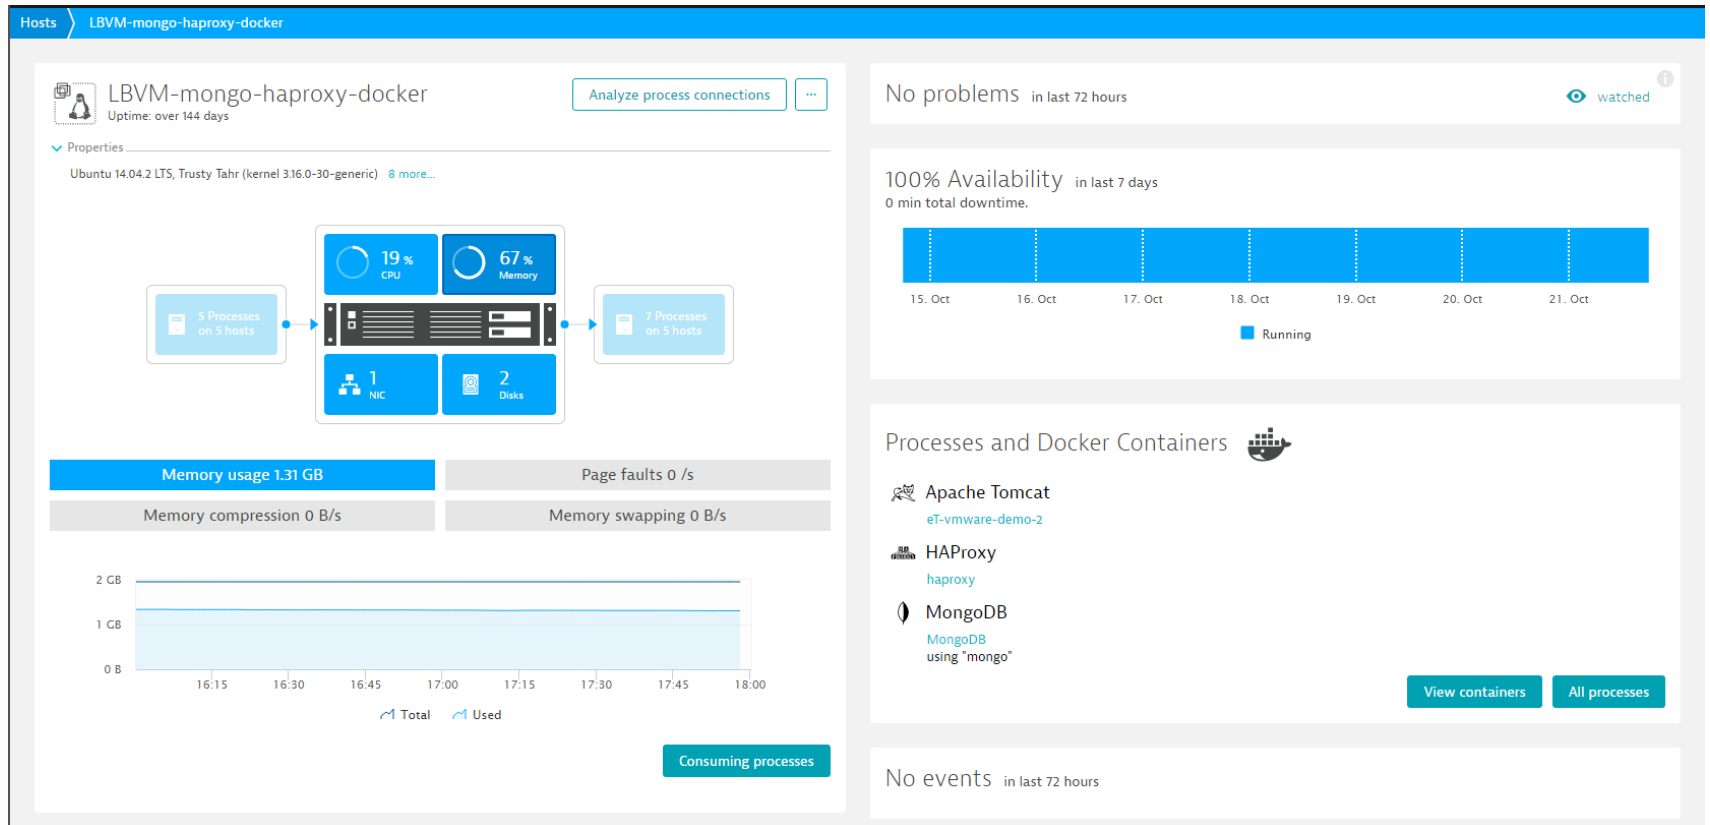 Hosts
LBVM-mongo-haproxy-docker
LBVM-mongo-haproxy-docker
Uptime: over 144 days
Analyze process connections
...
Properties
Ubuntu 14.04.2 LTS, Trusty Tahr (kernel 3.16.0-30-generic) 8 more...
19 %
CPU
67 %
Memory
5 Processes
on 5 hosts
7 Processes
on 5 hosts
1
NIC
2
Disks
Memory usage 1.31 GB
Page faults 0 /s
Memory compression 0 B/s
Memory swapping 0 B/s
2 GB
1 GB
0 B
16:15 16:30 16:45 17:00 17:15 17:30 17:45 18:00
Total Used
Consuming processes
No problems in last 72 hours
watched
i
100% Availability in last 7 days
0 min total downtime.
15. Oct 16. Oct 17. Oct 18. Oct 19. Oct 20. Oct 21. Oct
Running
Processes and Docker Containers
Apache Tomcat
eT-vmware-demo-2
HAProxy
haproxy
MongoDB
MongoDB
using "mongo"
View containers
All processes
No events in last 72 hours